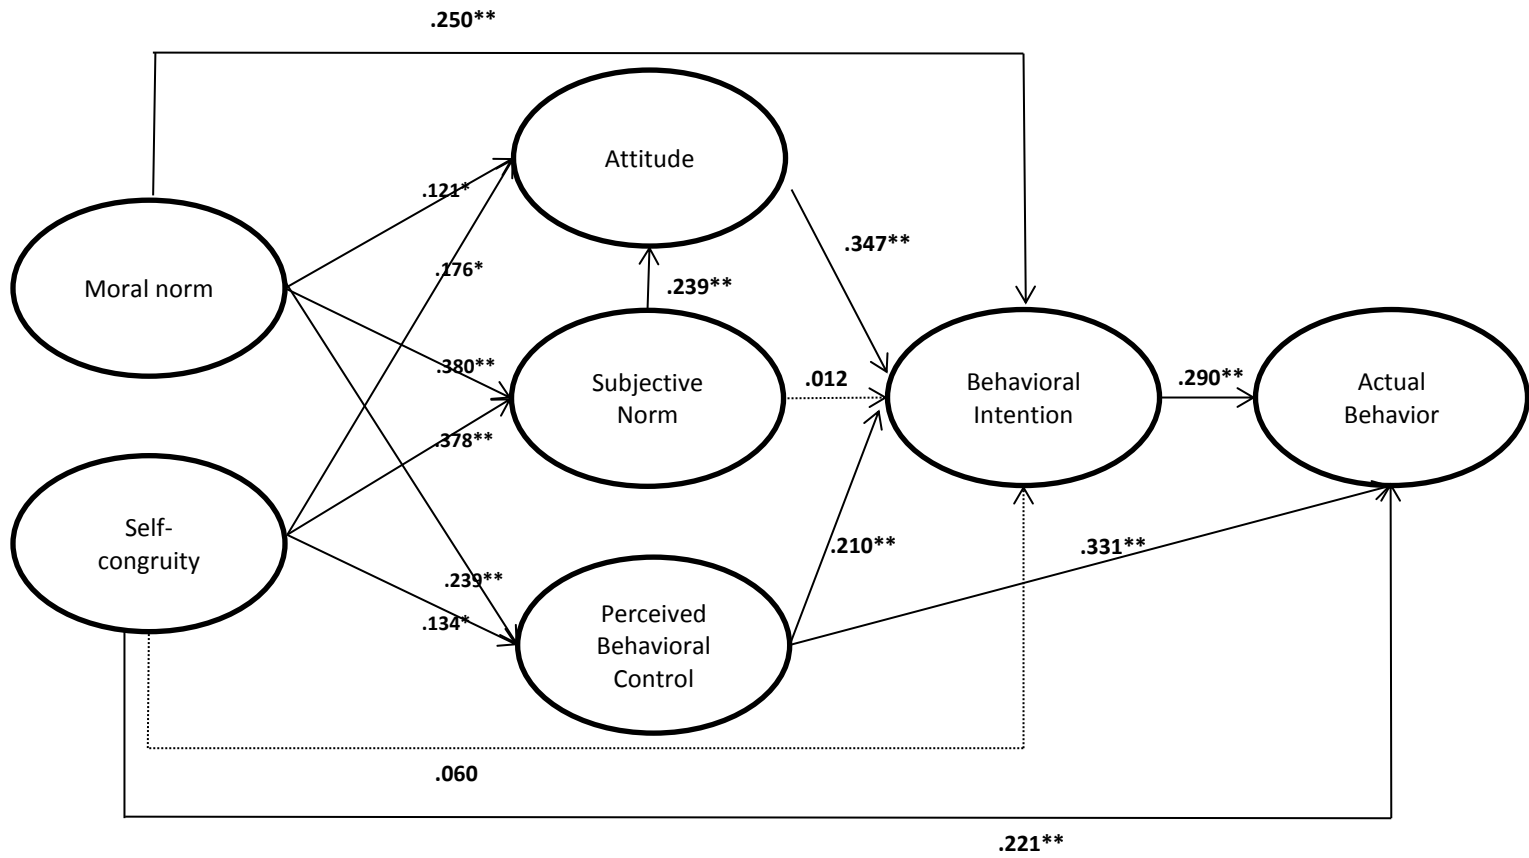 .250**
Attitude
.121*
.347**
.176*
.239**
Moral norm
.380**
Subjective
Norm
.012
Behavioral
Intention
.290**
Actual
Behavior
.378**
Self-
congruity
.210**
.331**
.239**
.134*
Perceived
Behavioral
Control
.060
.221**